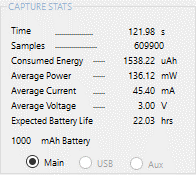 CAPTURE STATS
Time 121.98 s
Samples 609900
Consumed Energy 1538.22 uAh
Average Power 136.12 mW
Average Current 45.40 mA
Average Voltage 3.00 V
Expected Battery Life 22.03 hrs
1000 mAh Battery
Main USB Aux